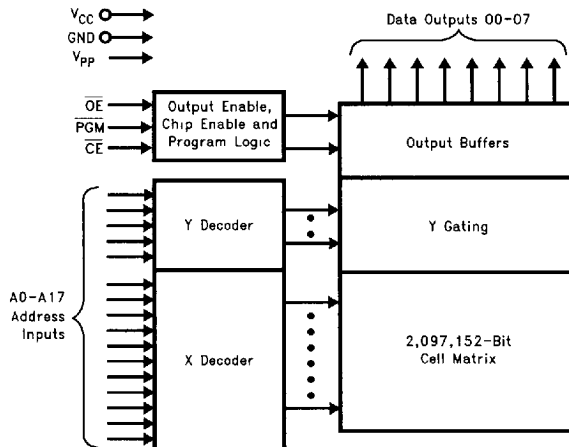 VCC
GND
VPP
Data Outputs O0-O7
OE
PGM
CE
Output Enable,
Chip Enable and
Program Logic
Output Buffers
Y Decoder
Y Gating
A0-A17
Address
Inputs
X Decoder
2,097,152-Bit
Cell Matrix